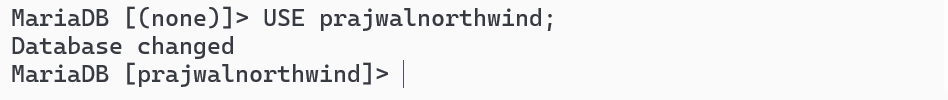 MariaDB [(none)]> USE prajwalnorthwind;
Database changed
MariaDB [prajwalnorthwind]>